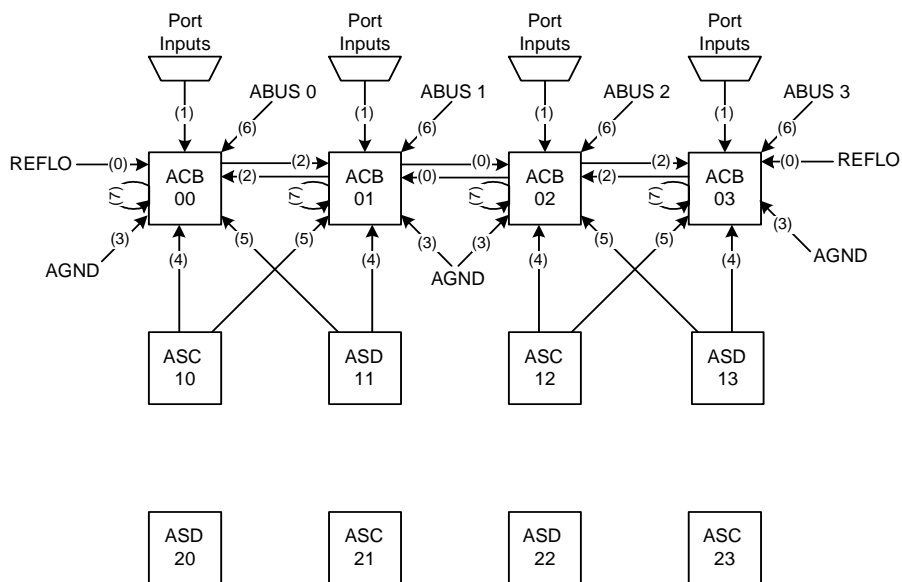 Port
Inputs
Port
Inputs
Port
Inputs
Port
Inputs
ABUS 0
ABUS 1
ABUS 2
ABUS 3
(1)
(1)
(1)
(1)
(6)
(6)
(6)
(6)
REFLO
(0)
(2)
(0)
(2)
(0)
REFLO
ACB
00
ACB
01
ACB
02
ACB
03
(2)
(0)
(2)
(7)
(7)
(7)
(7)
(3)
(5)
(5)
(3)
(3)
(5)
(5)
(3)
AGND
(4)
(4)
AGND
(4)
(4)
AGND
ASC
10
ASD
11
ASC
12
ASD
13
ASD
20
ASC
21
ASD
22
ASC
23